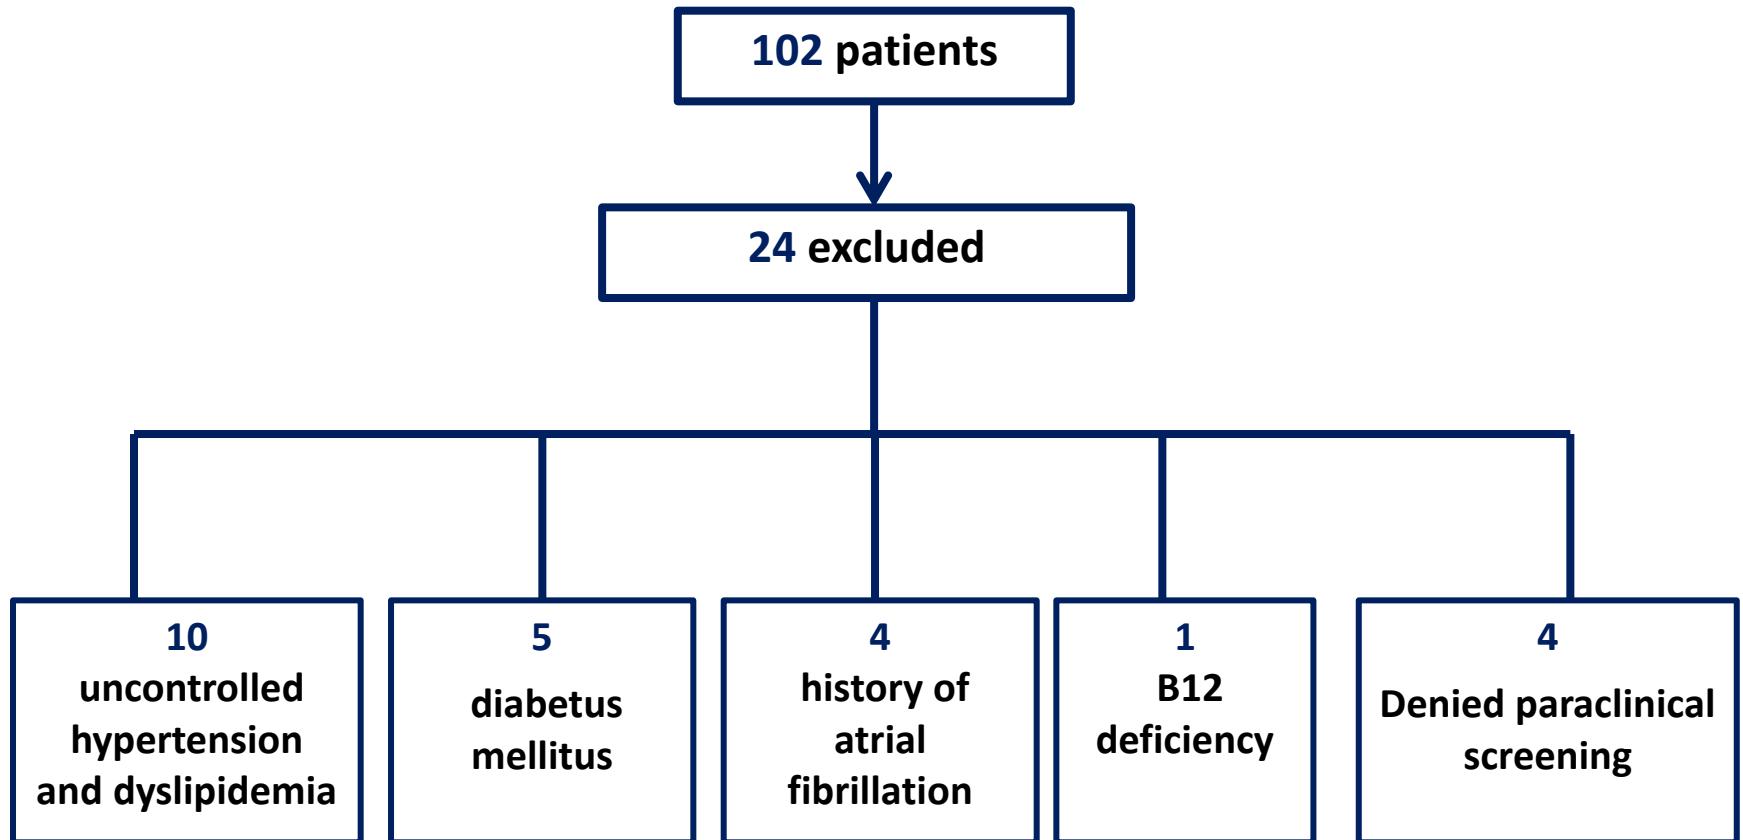 102 patients
24 excluded
10
uncontrolled
hypertension
and dyslipidemia
5
diabetus
mellitus
4
history of
atrial
fibrillation
1
B12
deficiency
4
Denied paraclinical
screening